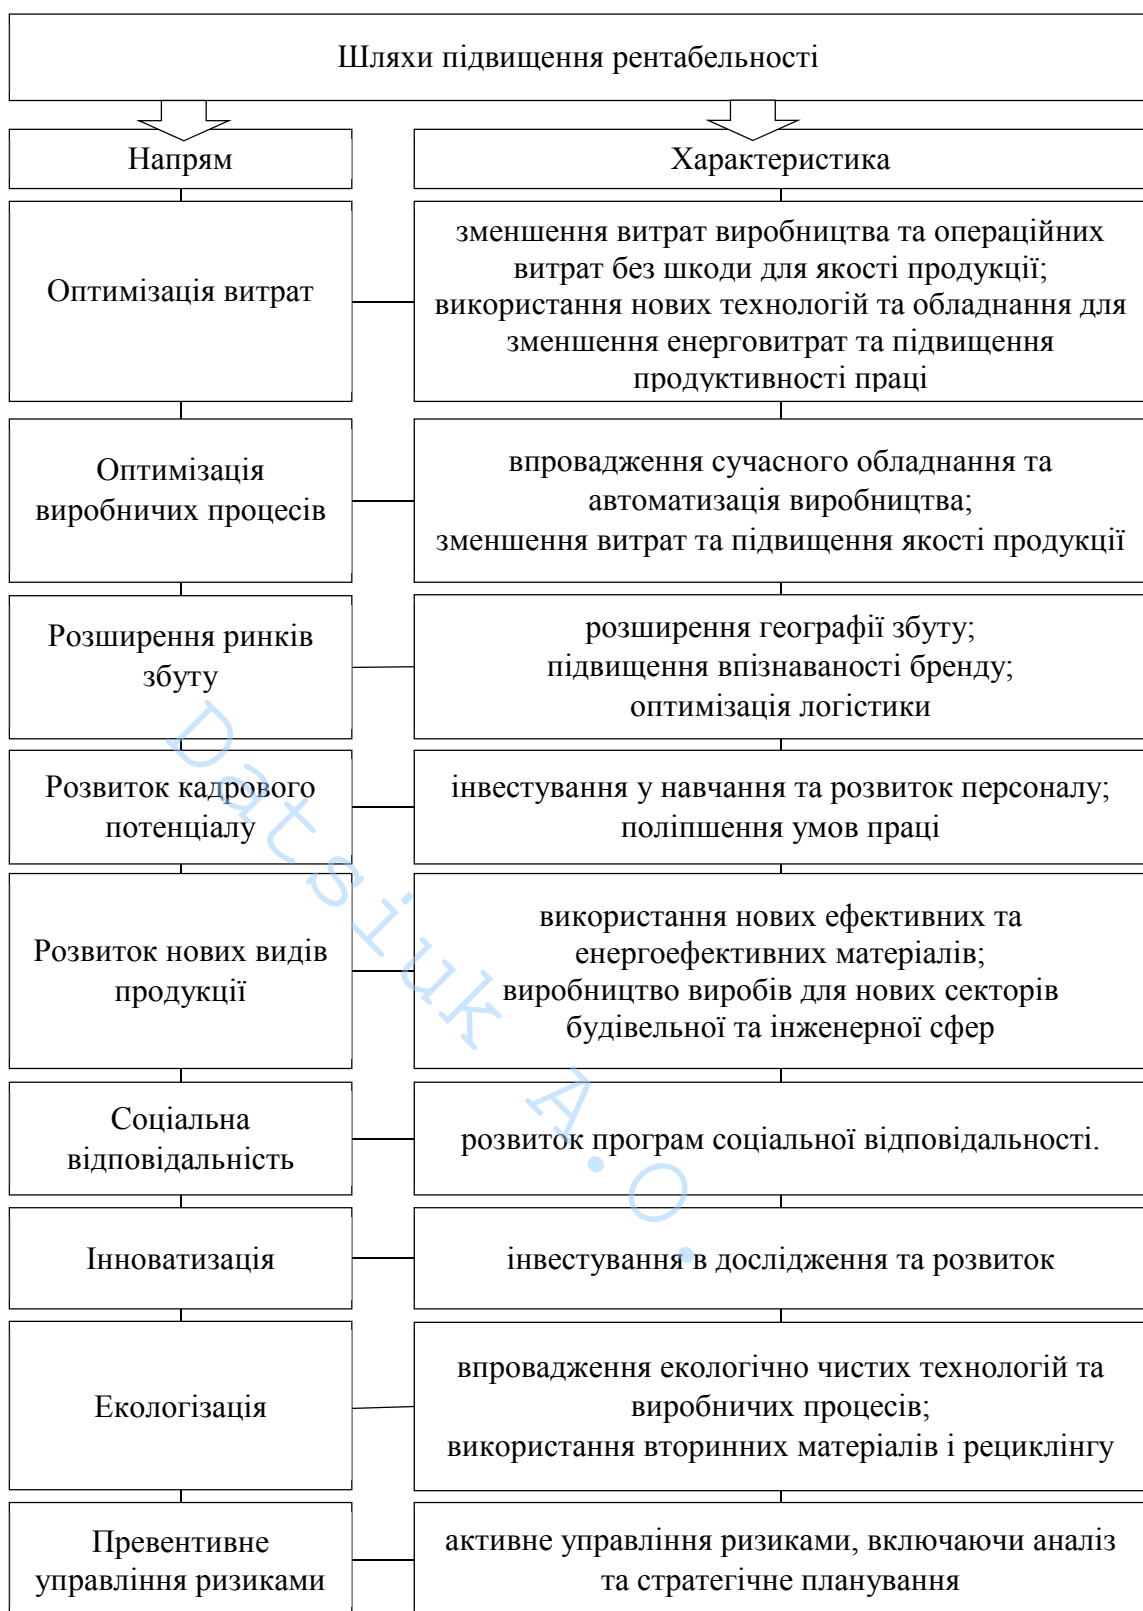 Шляхи підвищення рентабельності
Напрям
Характеристика
Оптимізація витрат
зменшення витрат виробництва та операційних
витрат без шкоди для якості продукції;
використання нових технологій та обладнання для
зменшення енерговитрат та підвищення
продуктивності праці
Оптимізація
виробничих процесів
впровадження сучасного обладнання та
автоматизація виробництва;
зменшення витрат та підвищення якості продукції
Розширення ринків
збуту
розширення географії збуту;
підвищення впізнаваності бренду;
оптимізація логістики
Розвиток кадрового
потенціалу
інвестування у навчання та розвиток персоналу;
поліпшення умов праці
Розвиток нових видів
продукції
використання нових ефективних та
енергоефективних матеріалів;
виробництво виробів для нових секторів
будівельної та інженерної сфер
Соціальна
відповідальність
розвиток програм соціальної відповідальності.
Інноватизація
інвестування в дослідження та розвиток
Екологізація
впровадження екологічно чистих технологій та
виробничих процесів;
використання вторинних матеріалів і рециклінгу
Превентивне
управління ризиками
активне управління ризиками, включаючи аналіз
та стратегічне планування
Datsiuk A.O.